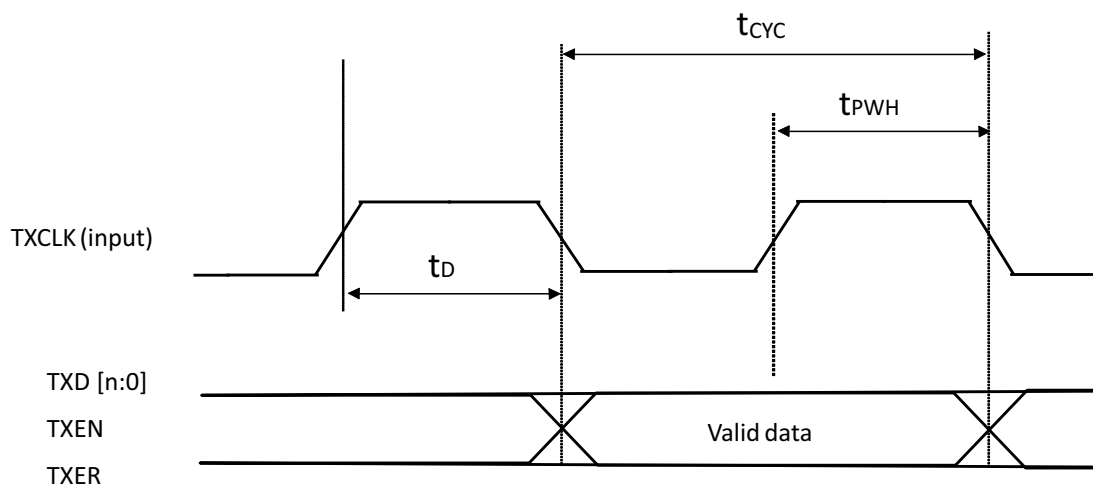 tCYC
tPWH
TXCLK (input)
tD
TXD [n:0]
TXEN
Valid data
TXER